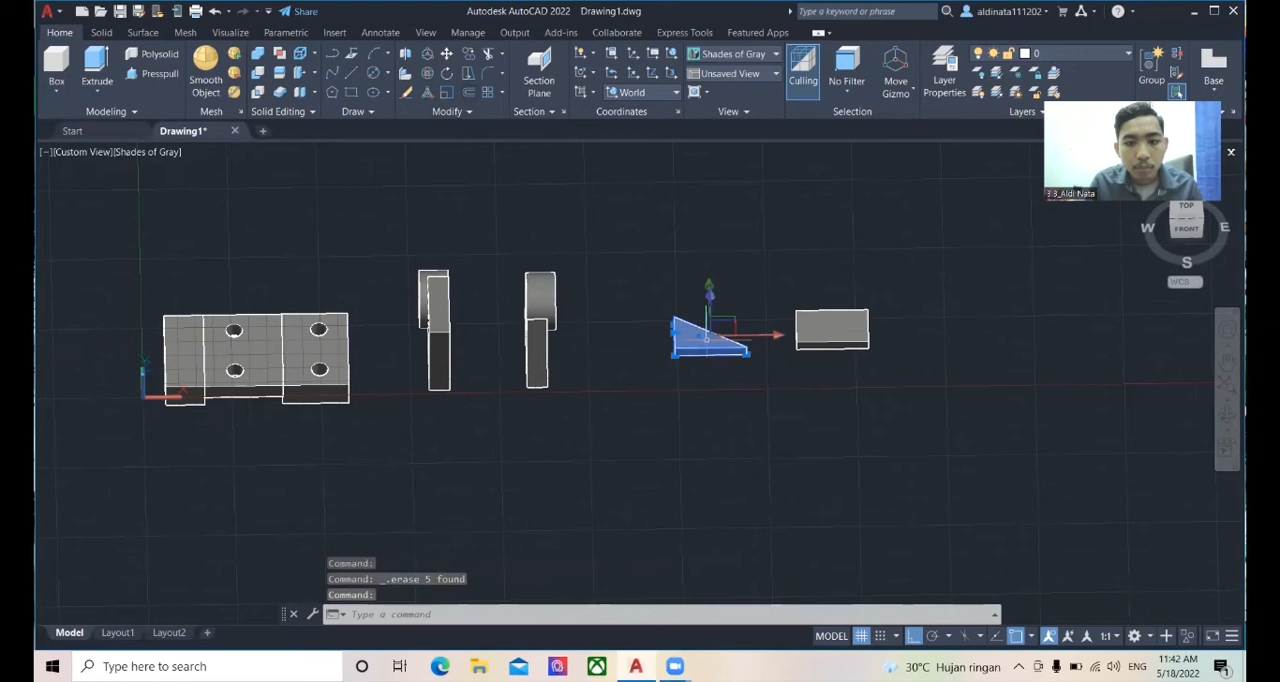 Share
Autodesk AutoCAD 2022 Drawing1.dwg
Type a keyword or phrase
aldinata111202
Home Solid Surface Mesh Visualize Parametric Insert Annotate View Manage Output Add-ins Collaborate Express Tools Featured Apps
Box
Extrude
Polysolid
Presspull
Smooth Object
Section Plane
World
Shades of Gray
Unsaved View
Culling
No Filter
Move Gizmo
Layer Properties
0
Group
Base
Modeling Mesh Solid Editing Draw Modify Section Coordinates View Selection Layers
Start Drawing1*
[−][Custom View][Shades of Gray]
3.3_Aldi Nata
TOP
FRONT
W
E
S
WCS
X
Command:
Command: _.erase 5 found
Command:
Type a command
Model Layout1 Layout2
MODEL
1:1
Type here to search
30°C Hujan ringan
ENG
11:42 AM
5/18/2022
1